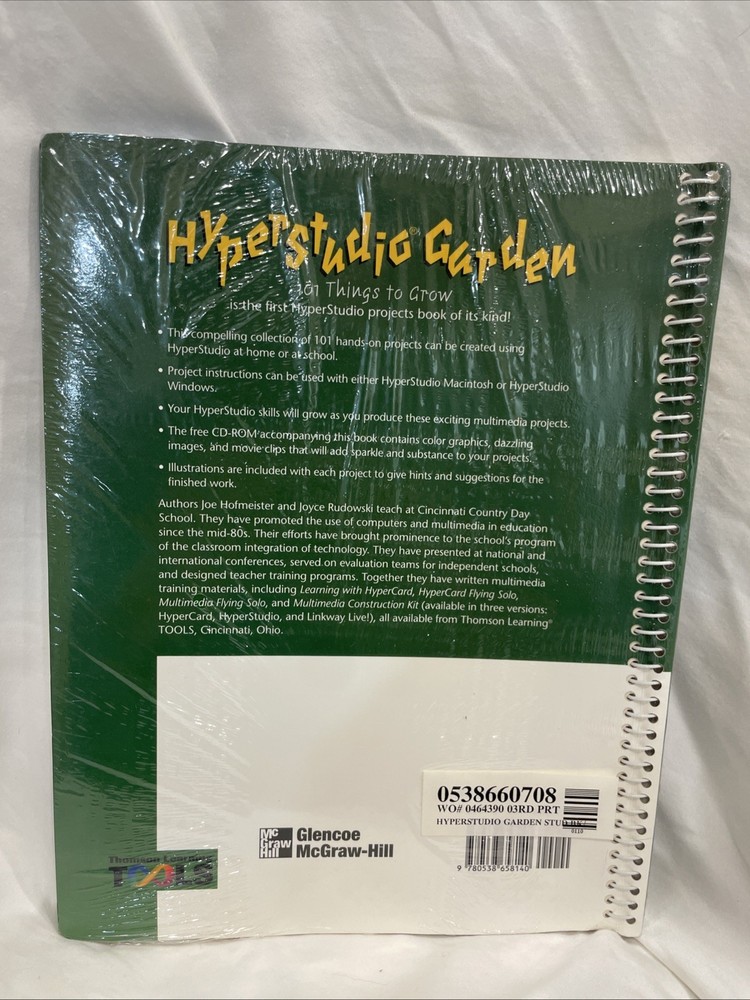 HyperStudio® Garden
101 Things to Grow
is the first HyperStudio projects book of its kind!
• This compelling collection of 101 hands-on projects can be created using
HyperStudio at home or at school.
• Project instructions can be used with either HyperStudio Macintosh or HyperStudio
Windows.
• Your HyperStudio skills will grow as you produce these exciting multimedia projects.
• The free CD-ROM accompanying this book contains color graphics, dazzling
images, and movie clips that will add sparkle and substance to your projects.
• Illustrations are included with each project to give hints and suggestions for the
finished work.
Authors Joe Hofmeister and Joyce Rudowski teach at Cincinnati Country Day
School. They have promoted the use of computers and multimedia in education
since the mid-80s. Their efforts have brought prominence to the school's program
of the classroom integration of technology. They have presented at national and
international conferences, served on evaluation teams for independent schools,
and designed teacher training programs. Together they have written multimedia
training materials, including Learning with HyperCard, HyperCard Flying Solo,
Multimedia Flying Solo, and Multimedia Construction Kit (available in three versions:
HyperCard, HyperStudio, and Linkway Live!), all available from Thomson Learning®
TOOLS, Cincinnati, Ohio.
0538660708
WO# 0464390 03RD PRT
HYPERSTUDIO GARDEN
0110
Mc
Graw
Hill
Glencoe
McGraw-Hill
Thomson Learning
TOOLS
9 780538 658140